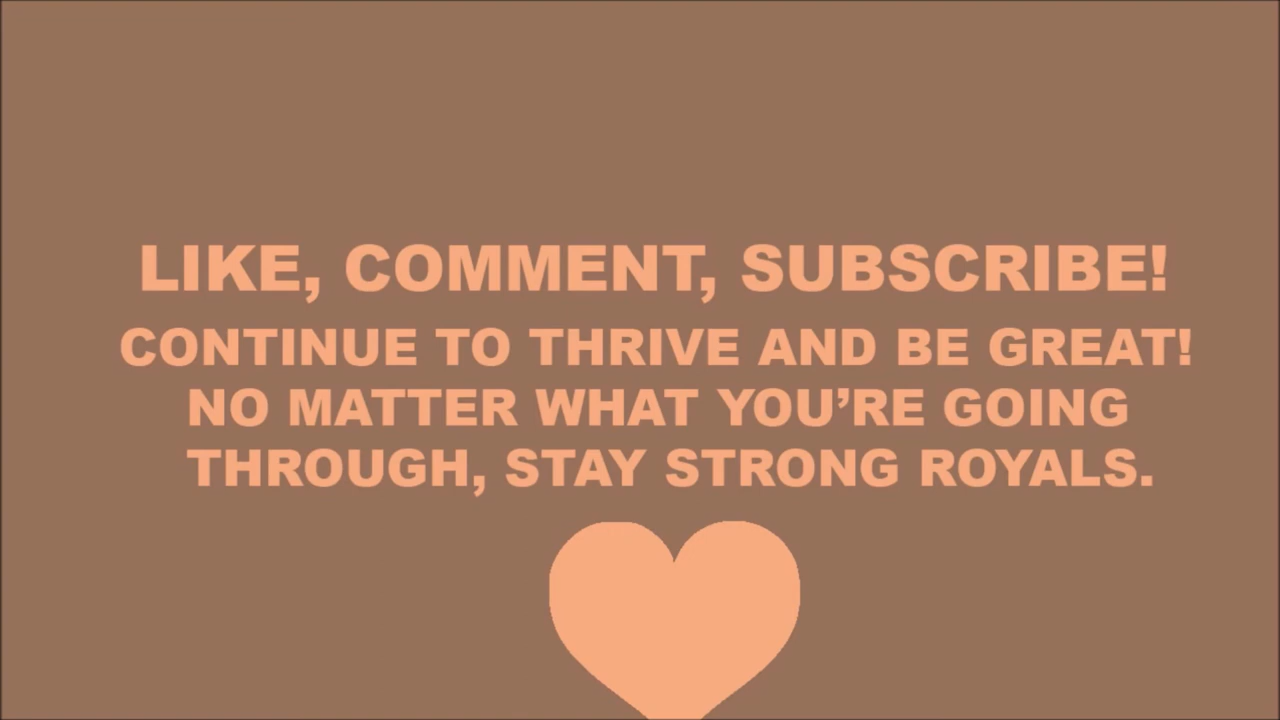 LIKE, COMMENT, SUBSCRIBE!
CONTINUE TO THRIVE AND BE GREAT!
NO MATTER WHAT YOU’RE GOING
THROUGH, STAY STRONG ROYALS.